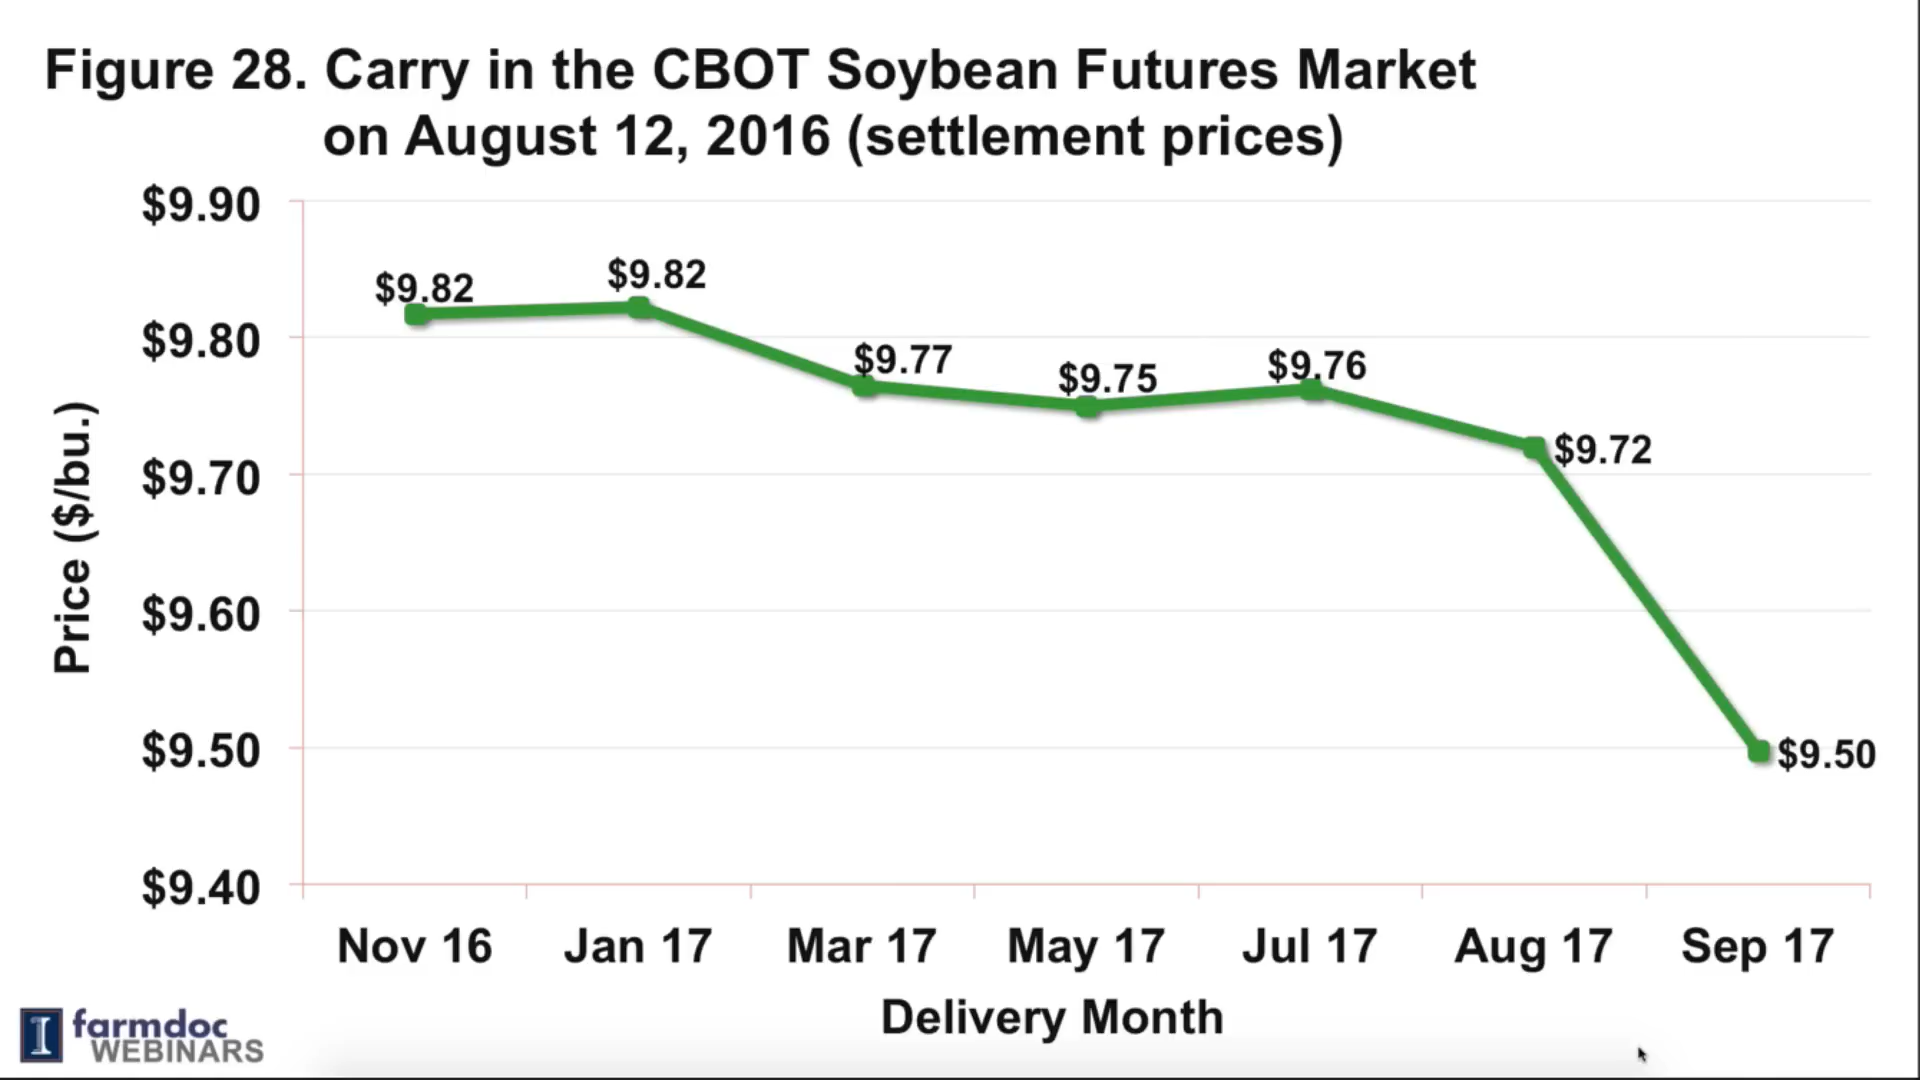 Figure 28. Carry in the CBOT Soybean Futures Market
on August 12, 2016 (settlement prices)
$9.90
$9.80
$9.70
$9.60
$9.50
$9.40
Price ($/bu.)
$9.82
$9.82
$9.77
$9.75
$9.76
$9.72
$9.50
Nov 16
Jan 17
Mar 17
May 17
Jul 17
Aug 17
Sep 17
Delivery Month
I farmdoc
WEBINARS